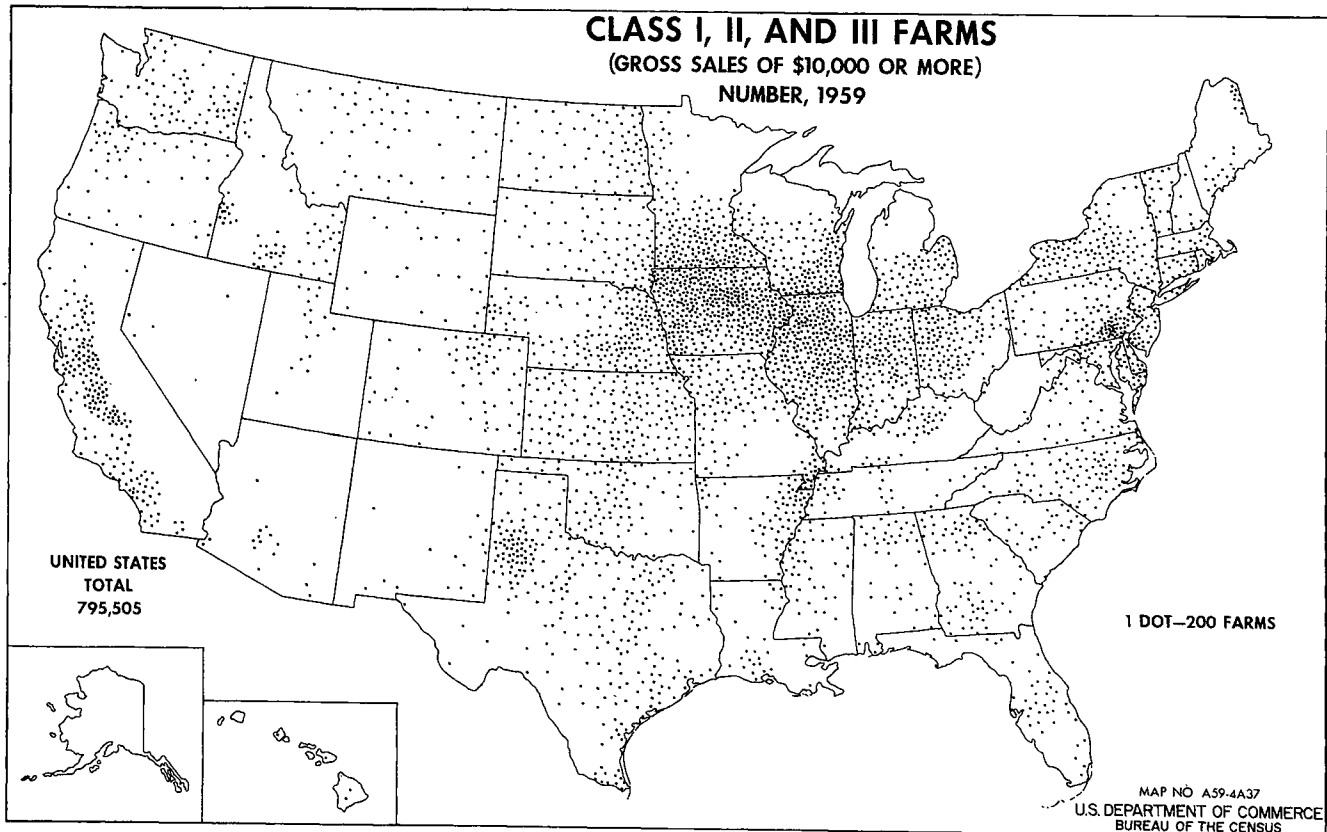 CLASS I, II, AND III FARMS
(GROSS SALES OF $10,000 OR MORE)
NUMBER, 1959
UNITED STATES
TOTAL
795,505
1 DOT—200 FARMS
MAP NO A59-4A37
U.S. DEPARTMENT OF COMMERCE
BUREAU OF THE CENSUS